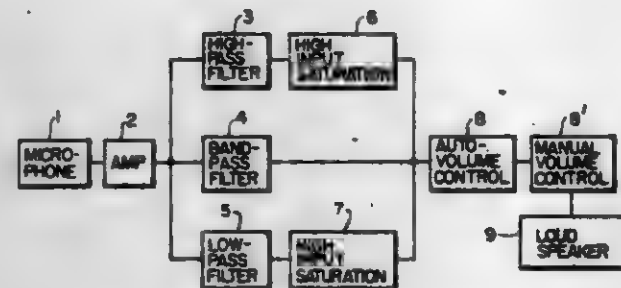 3
HIGH-
PASS
FILTER
6
HIGH
INPUT
SATURATION
1
MICRO-
PHONE
2
AMP
4
BAND-
PASS
FILTER
8
AUTO-
VOLUME
CONTROL
8'
MANUAL
VOLUME
CONTROL
5
LOW-
PASS
FILTER
7
SATURATION
9
LOUD
SPEAKER